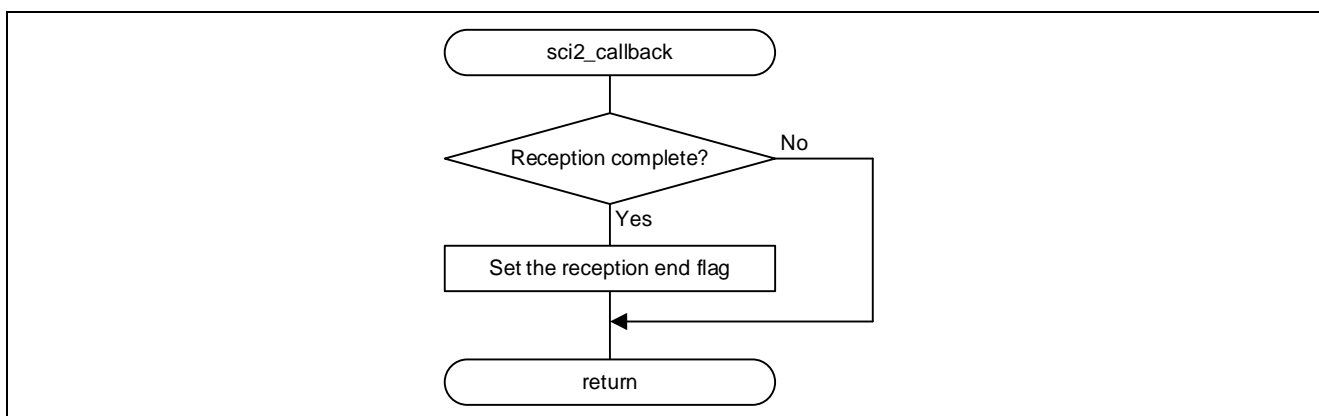 sci2_callback
Reception complete?
No
Yes
Set the reception end flag
return